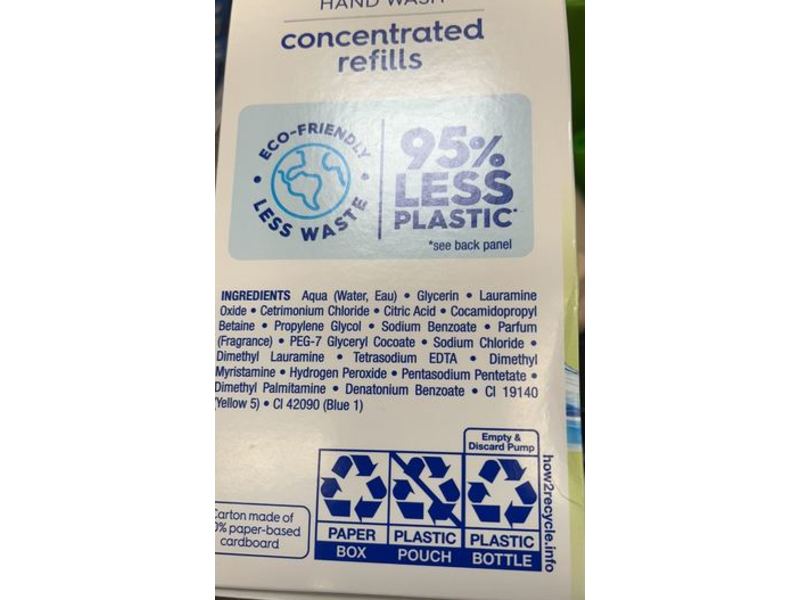 HAND WASH
concentrated
refills
ECO-FRIENDLY
LESS WASTE
95%
LESS
PLASTIC*
*see back panel
INGREDIENTS Aqua (Water, Eau) • Glycerin • Lauramine
Oxide • Cetrimonium Chloride • Citric Acid • Cocamidopropyl
Betaine • Propylene Glycol • Sodium Benzoate • Parfum
(Fragrance) • PEG-7 Glyceryl Cocoate • Sodium Chloride •
Dimethyl Lauramine • Tetrasodium EDTA • Dimethyl
Myristamine • Hydrogen Peroxide • Pentasodium Pentetate •
Dimethyl Palmitamine • Denatonium Benzoate • CI 19140
(Yellow 5) • CI 42090 (Blue 1)
Empty &
Discard Pump
PAPER
BOX
PLASTIC
POUCH
PLASTIC
BOTTLE
how2recycle.info
Carton made of
0% paper-based
cardboard